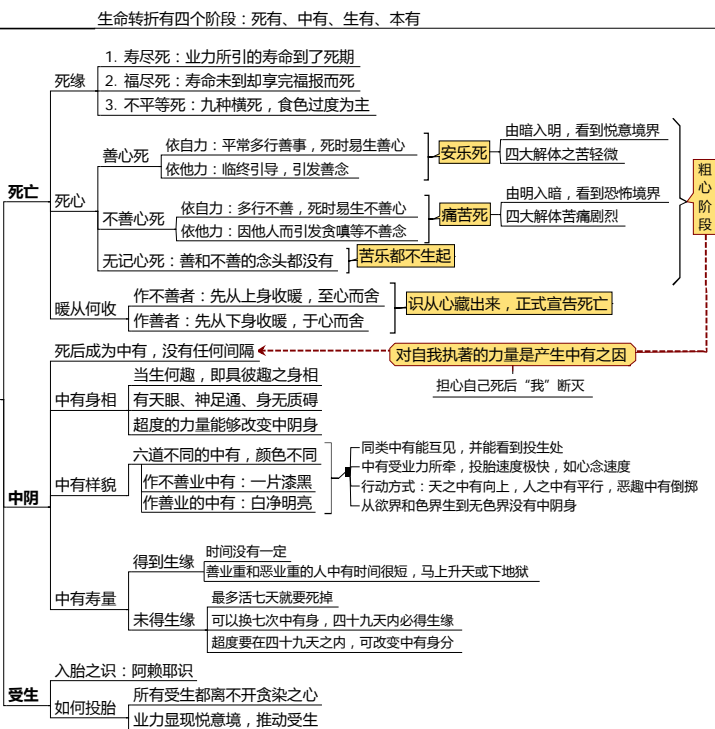 生命转折有四个阶段：死有、中有、生有、本有
死亡
死缘
1. 寿尽死：业力所引的寿命到了死期
2. 福尽死：寿命未到却享完福报而死
3. 不平等死：九种横死，食色过度为主
死心
善心死
依自力：平常多行善事，死时易生善心
依他力：临终引导，引发善念
安乐死
由暗入明，看到悦意境界
四大解体之苦轻微
不善心死
依自力：多行不善，死时易生不善心
依他力：因他人而引发贪嗔等不善念
痛苦死
由明入暗，看到恐怖境界
四大解体苦痛剧烈
无记心死：善和不善的念头都没有
苦乐都不生起
粗心阶段
暖从何收
作不善者：先从上身收暖，至心而舍
作善者：先从下身收暖，于心而舍
识从心藏出来，正式宣告死亡
中阴
死后成为中有，没有任何间隔
对自我执著的力量是产生中有之因
担心自己死后“我”断灭
中有身相
当生何趣，即具彼趣之身相
有天眼、神足通、身无质碍
超度的力量能够改变中阴身
中有样貌
六道不同的中有，颜色不同
作不善业中有：一片漆黑
作善业的中有：白净明亮
同类中有能互见，并能看到投生处
中有受业力所牵，投胎速度极快，如心念速度
行动方式：天之中有向上，人之中有平行，恶趣中有倒掷
从欲界和色界生到无色界没有中阴身
中有寿量
得到生缘
时间没有一定
善业重和恶业重的人中有时间很短，马上升天或下地狱
未得生缘
最多活七天就要死掉
可以换七次中有身，四十九天内必得生缘
超度要在四十九天之内，可改变中有身分
受生
入胎之识：阿赖耶识
如何投胎
所有受生都离不开贪染之心
业力显现悦意境，推动受生